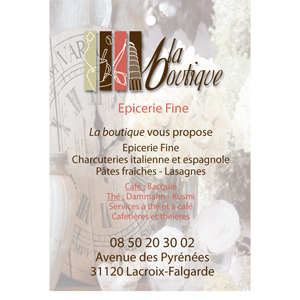 la
boutique
Epicerie Fine
La boutique vous propose
Epicerie Fine
Charcuteries italienne et espagnole
Pâtes fraîches - Lasagnes
Café : Bacquié
Thé : Dammann - Kusmi
Services à thé et à café
Cafetières et théières
08 50 20 30 02
Avenue des Pyrénées
31120 Lacroix-Falgarde